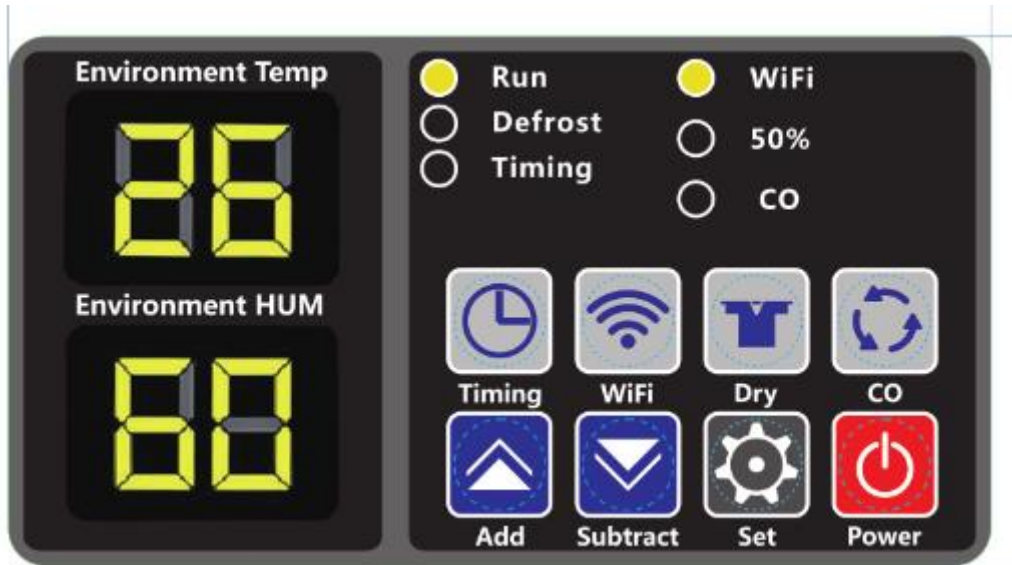 Environment Temp
26
Environment HUM
60
Run
Defrost
Timing
WiFi
50%
CO
Timing WiFi Dry CO
Add Subtract Set Power